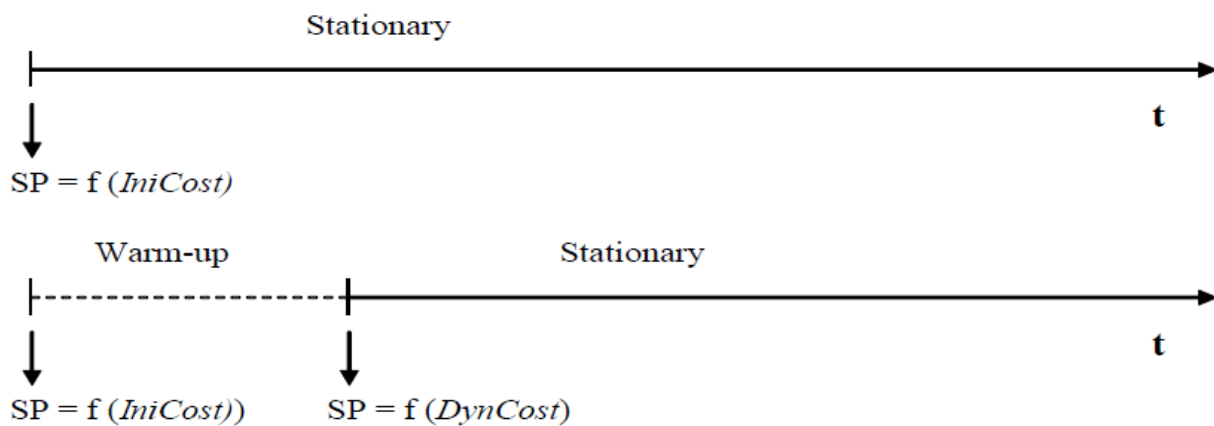 Stationary
t
SP = f (IniCost)
Warm-up Stationary
t
SP = f (IniCost)) SP = f (DynCost)